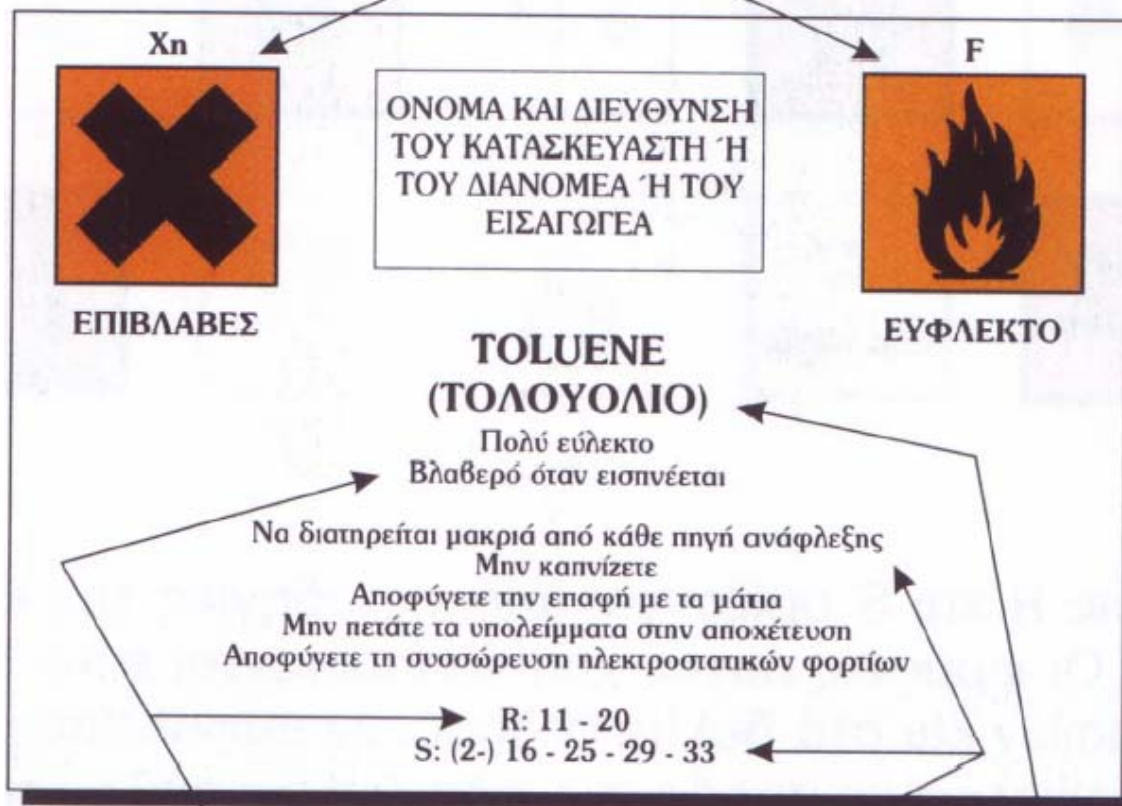 Xn
F
ΟΝΟΜΑ ΚΑΙ ΔΙΕΥΘΥΝΣΗ
ΤΟΥ ΚΑΤΑΣΚΕΥΑΣΤΗ Ή
ΤΟΥ ΔΙΑΝΟΜΕΑ Ή ΤΟΥ
ΕΙΣΑΓΩΓΕΑ
ΕΠΙΒΛΑΒΕΣ
ΕΥΦΛΕΚΤΟ
TOLUENE
(ΤΟΛΟΥΟΛΙΟ)
Πολύ εύλεκτο
Βλαβερό όταν εισπνέεται
Να διατηρείται μακριά από κάθε πηγή ανάφλεξης
Μην καπνίζετε
Αποφύγετε την επαφή με τα μάτια
Μην πετάτε τα υπολείμματα στην αποχέτευση
Αποφύγετε τη συσσώρευση ηλεκτροστατικών φορτίων
R: 11 - 20
S: (2-) 16 - 25 - 29 - 33